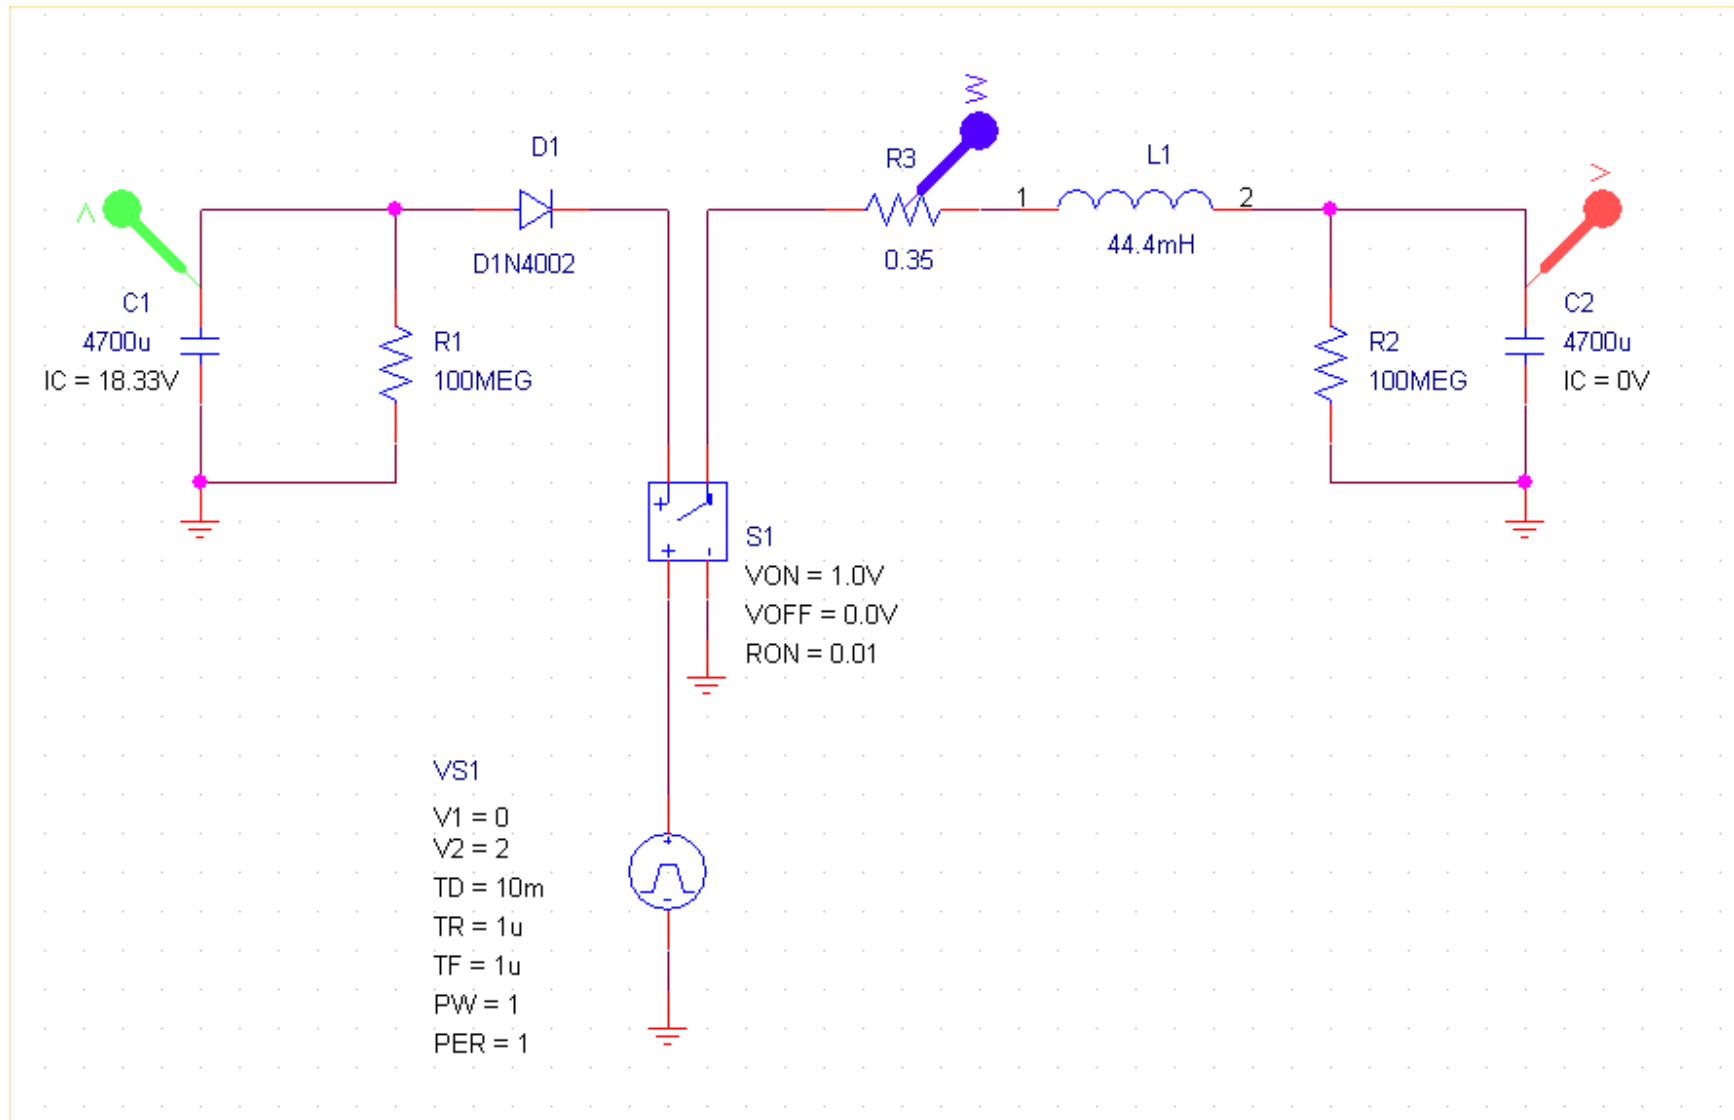 W
D1
R3
L1
V
V
1
2
D1N4002
0.35
44.4mH
C1
4700u
IC = 18.33V
R1
100MEG
R2
100MEG
C2
4700u
IC = 0V
S1
VON = 1.0V
VOFF = 0.0V
RON = 0.01
VS1
V1 = 0
V2 = 2
TD = 10m
TR = 1u
TF = 1u
PW = 1
PER = 1